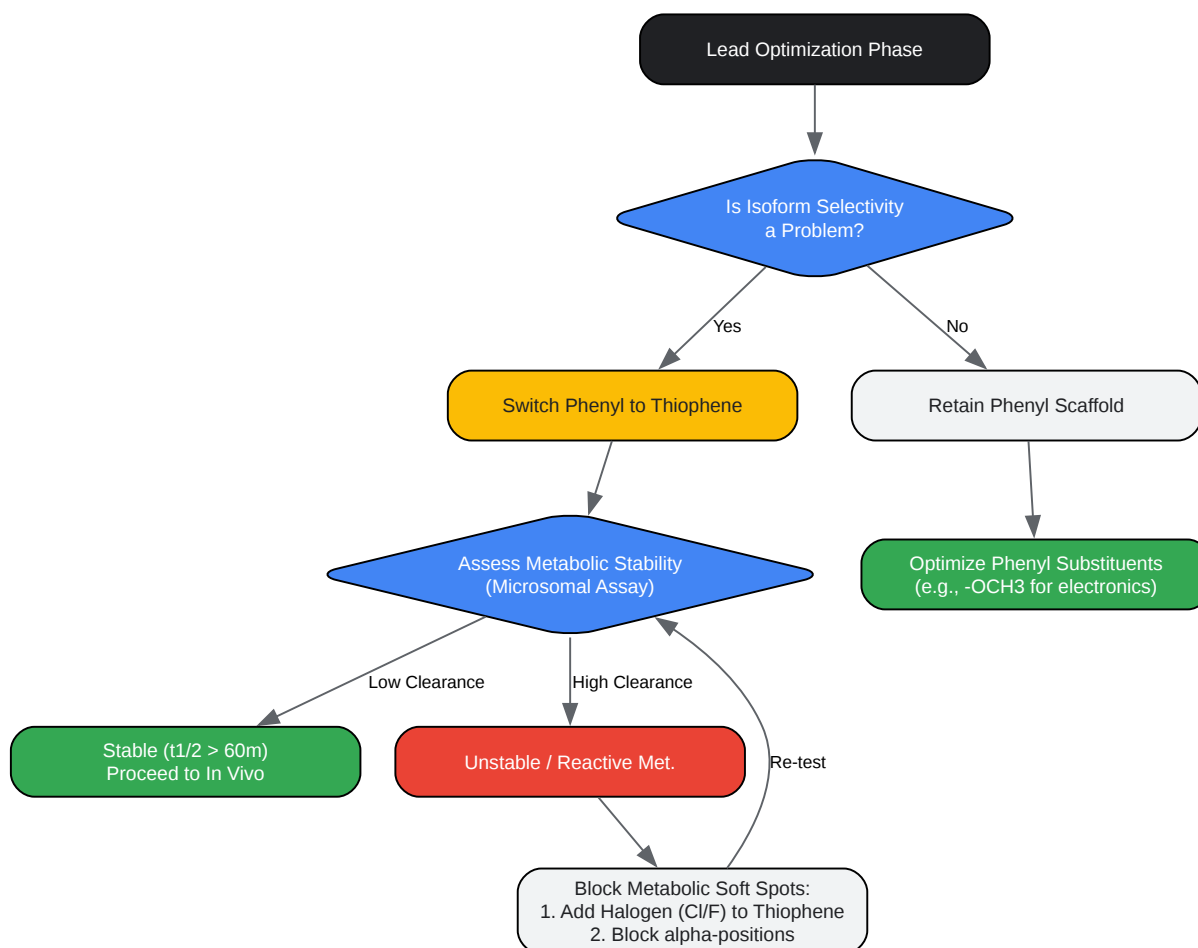 Lead Optimization Phase
Is Isoform Selectivity
a Problem?
Yes
No
Switch Phenyl to Thiophene
Retain Phenyl Scaffold
Assess Metabolic Stability
(Microsomal Assay)
Optimize Phenyl Substituents
(e.g., -OCH3 for electronics)
Low Clearance
High Clearance
Stable (t1/2 > 60m)
Proceed to In Vivo
Unstable / Reactive Met.
Re-test
Block Metabolic Soft Spots:
1. Add Halogen (Cl/F) to Thiophene
2. Block alpha-positions